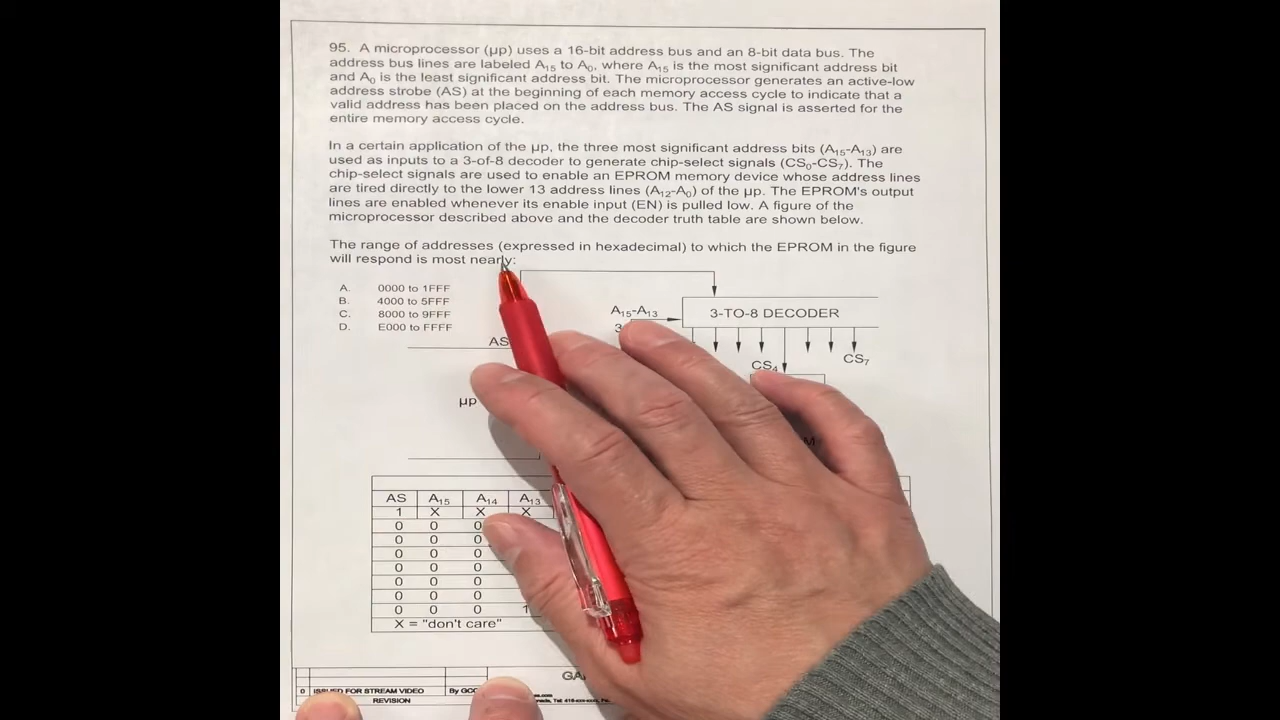 95. A microprocessor (µp) uses a 16-bit address bus and an 8-bit data bus. The
address bus lines are labeled A15 to A0, where A15 is the most significant address bit
and A0 is the least significant address bit. The microprocessor generates an active-low
address strobe (AS) at the beginning of each memory access cycle to indicate that a
valid address has been placed on the address bus. The AS signal is asserted for the
entire memory access cycle.
In a certain application of the µp, the three most significant address bits (A15-A13) are
used as inputs to a 3-of-8 decoder to generate chip-select signals (CS0-CS7). The
chip-select signals are used to enable an EPROM memory device whose address lines
are tired directly to the lower 13 address lines (A12-A0) of the µp. The EPROM's output
lines are enabled whenever its enable input (EN) is pulled low. A figure of the
microprocessor described above and the decoder truth table are shown below.
The range of addresses (expressed in hexadecimal) to which the EPROM in the figure
will respond is most nearly:
A. 0000 to 1FFF
B. 4000 to 5FFF
C. 8000 to 9FFF
D. E000 to FFFF
A15-A13
3-TO-8 DECODER
3
AS
CS4
CS7
µp
AS A15 A14 A13
1 X X X
0 0 0
0 0 0
0 0 0
0 0 0
0 0 0
0 0 0
0 0 0 1
X = "don't care"
0 ISSUED FOR STREAM VIDEO By GCC
REVISION